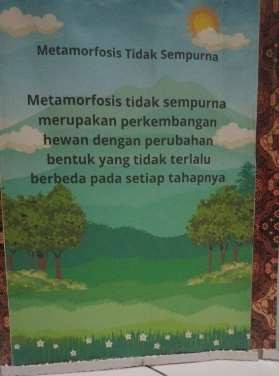 Metamorfosis Tidak Sempurna
Metamorfosis tidak sempurna
merupakan perkembangan
hewan dengan perubahan
bentuk yang tidak terlalu
berbeda pada setiap tahapnya